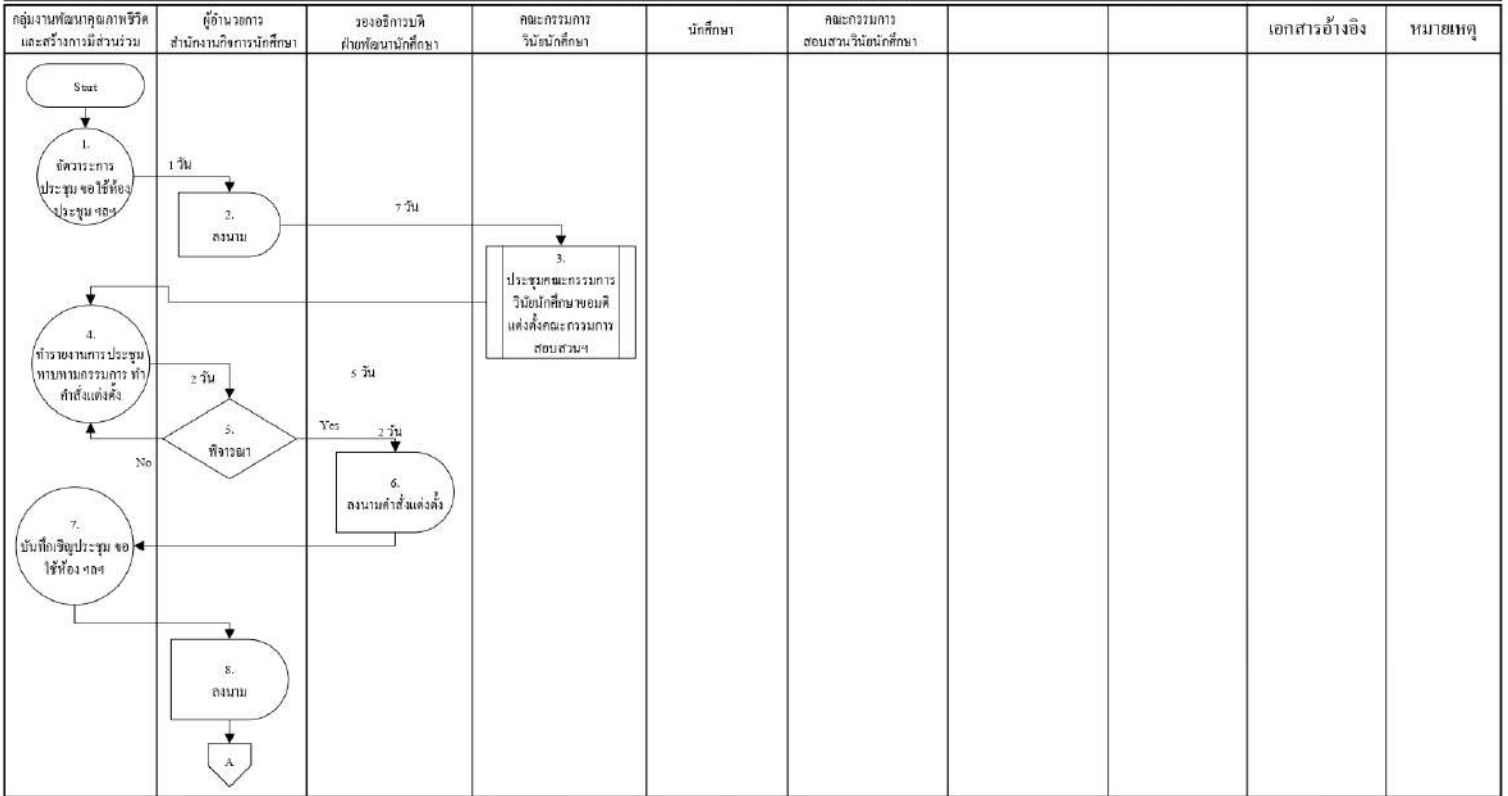 กลุ่มงานพัฒนาคุณภาพชีวิต
และสร้างการมีส่วนร่วม
ผู้อำนวยการ
สำนักงานกิจการนักศึกษา
รองอธิการบดี
ฝ่ายพัฒนานักศึกษา
คณะกรรมการ
วินัยนักศึกษา
นักศึกษา
คณะกรรมการ
สอบสวนวินัยนักศึกษา
เอกสารอ้างอิง
หมายเหตุ
Start
1.
จัดวาระการ
ประชุม ขอใช้ห้อง
ประชุม ฯลฯ
1 วัน
2.
ลงนาม
7 วัน
3.
ประชุมคณะกรรมการ
วินัยนักศึกษาขอมติ
แต่งตั้งคณะกรรมการ
สอบสวนฯ
4.
ทำรายงานการประชุม
ทาบทามกรรมการ ทำ
คำสั่งแต่งตั้ง
2 วัน
5 วัน
5.
พิจารณา
Yes
2 วัน
No
6.
ลงนามคำสั่งแต่งตั้ง
7.
บันทึกเชิญประชุม ขอ
ใช้ห้อง ฯลฯ
8.
ลงนาม
A